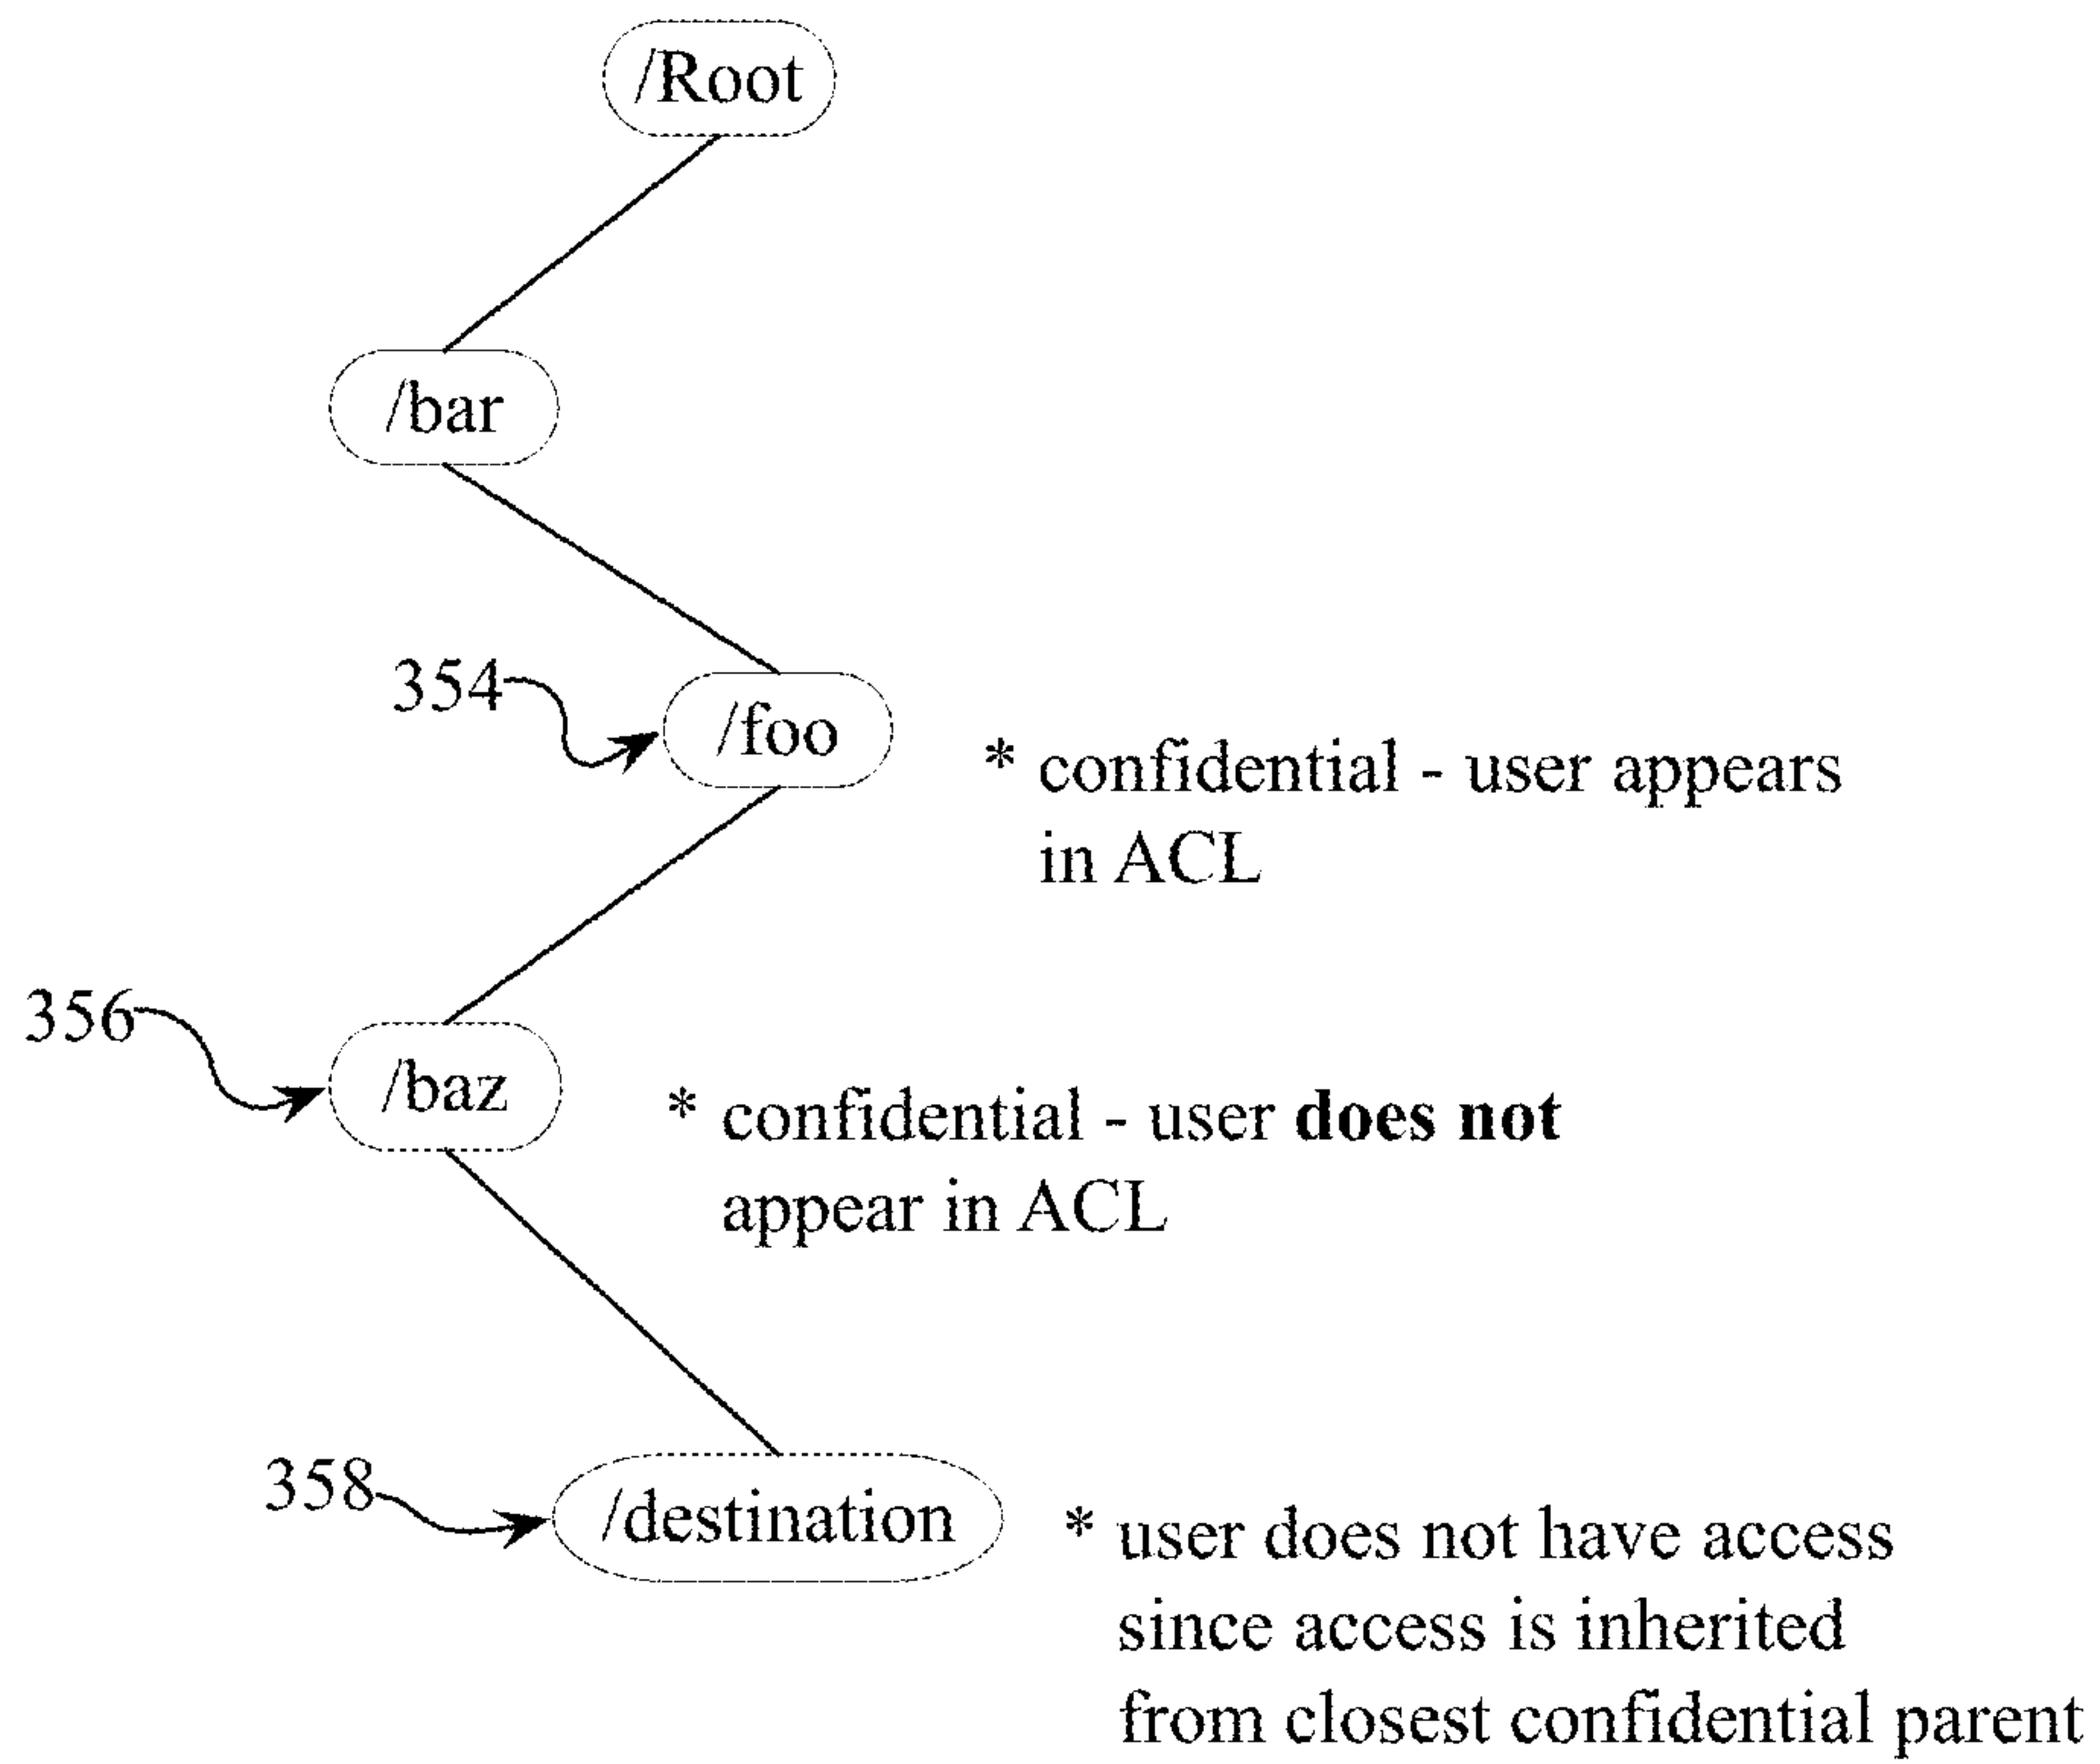 /Root
/bar
354
/foo
* confidential - user appears
in ACL
356
/baz
* confidential - user does not
appear in ACL
358
/destination
* user does not have access
since access is inherited
from closest confidential parent